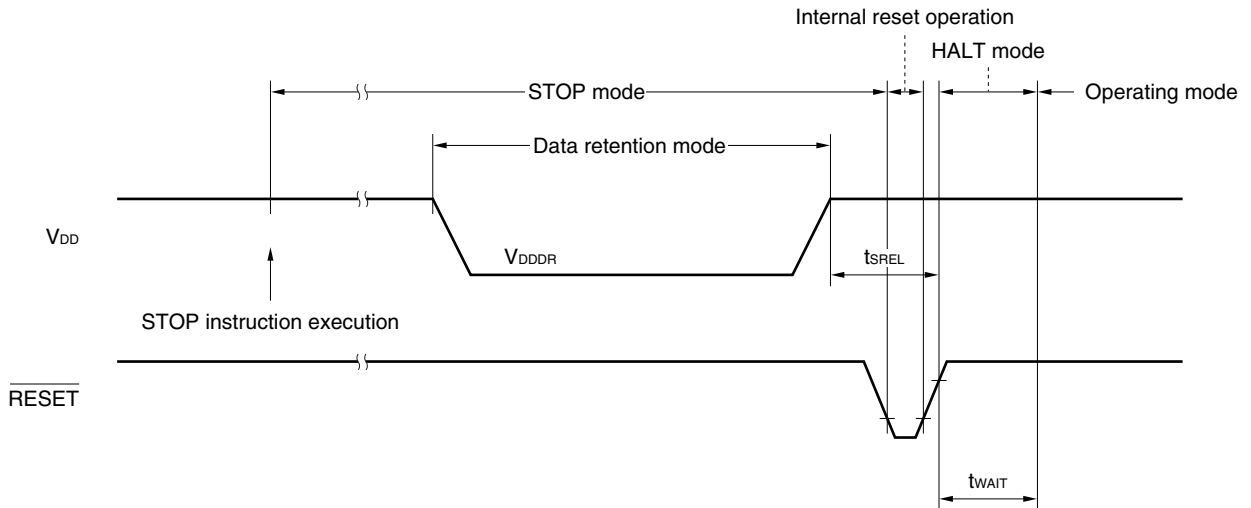 Internal reset operation
HALT mode
STOP mode
Operating mode
Data retention mode
VDD
VDDDR
tSREL
STOP instruction execution
RESET
tWAIT